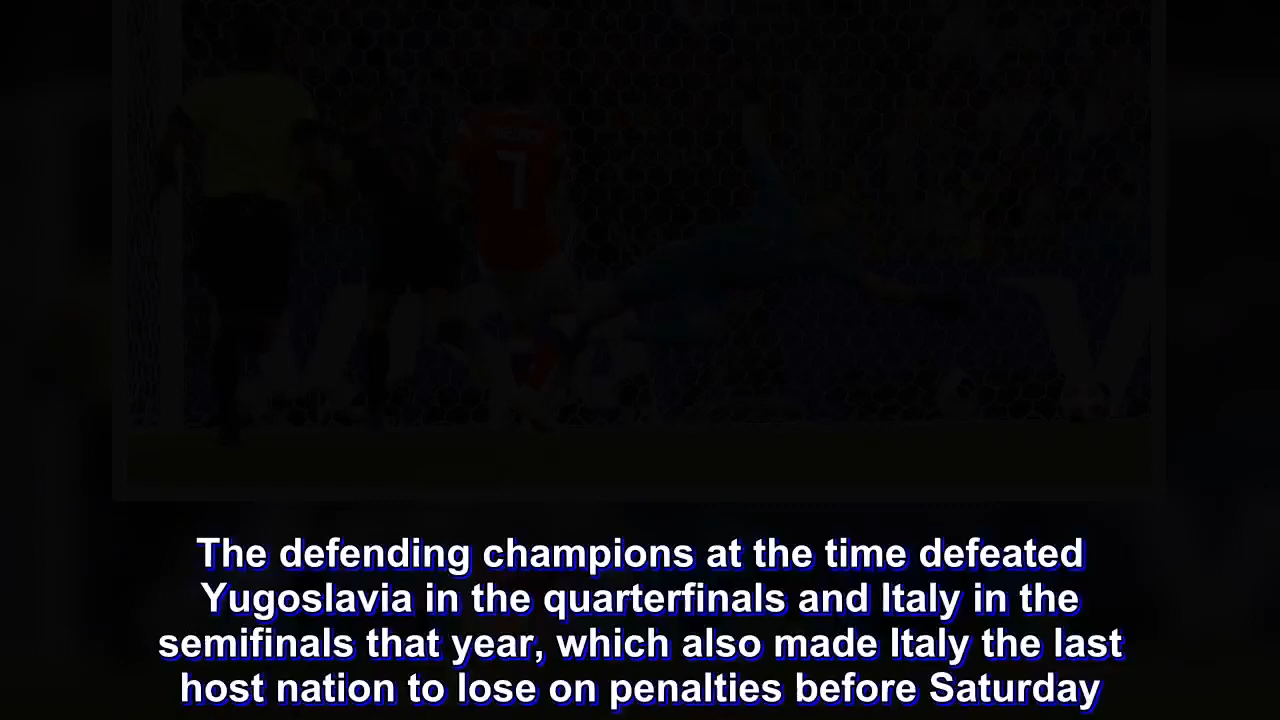 7
The defending champions at the time defeated
Yugoslavia in the quarterfinals and Italy in the
semifinals that year, which also made Italy the last
host nation to lose on penalties before Saturday